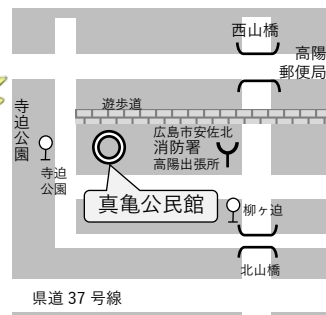 西山橋
高陽
郵便局
遊歩道
寺迫公園
広島市安佐北
消防署
高陽出張所
寺迫
公園
真亀公民館
柳ヶ迫
北山橋
県道 37 号線